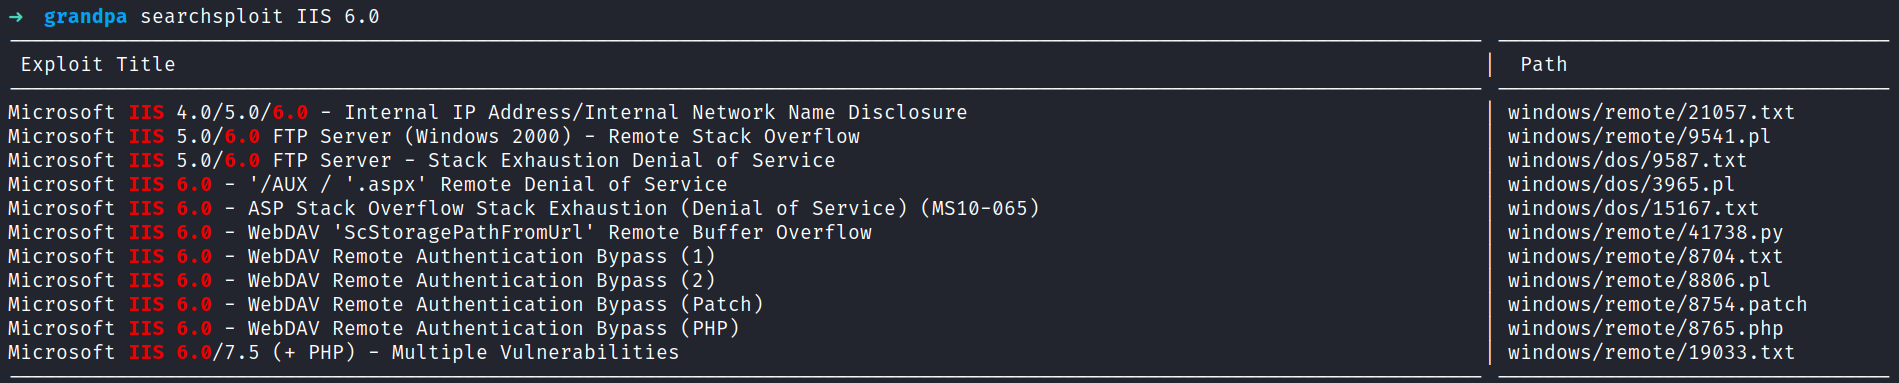 → grandpa searchsploit IIS 6.0
Exploit Title | Path
Microsoft IIS 4.0/5.0/6.0 - Internal IP Address/Internal Network Name Disclosure | windows/remote/21057.txt
Microsoft IIS 5.0/6.0 FTP Server (Windows 2000) - Remote Stack Overflow | windows/remote/9541.pl
Microsoft IIS 5.0/6.0 FTP Server - Stack Exhaustion Denial of Service | windows/dos/9587.txt
Microsoft IIS 6.0 - '/AUX / '.aspx' Remote Denial of Service | windows/dos/3965.pl
Microsoft IIS 6.0 - ASP Stack Overflow Stack Exhaustion (Denial of Service) (MS10-065) | windows/dos/15167.txt
Microsoft IIS 6.0 - WebDAV 'ScStoragePathFromUrl' Remote Buffer Overflow | windows/remote/41738.py
Microsoft IIS 6.0 - WebDAV Remote Authentication Bypass (1) | windows/remote/8704.txt
Microsoft IIS 6.0 - WebDAV Remote Authentication Bypass (2) | windows/remote/8806.pl
Microsoft IIS 6.0 - WebDAV Remote Authentication Bypass (Patch) | windows/remote/8754.patch
Microsoft IIS 6.0 - WebDAV Remote Authentication Bypass (PHP) | windows/remote/8765.php
Microsoft IIS 6.0/7.5 (+ PHP) - Multiple Vulnerabilities | windows/remote/19033.txt